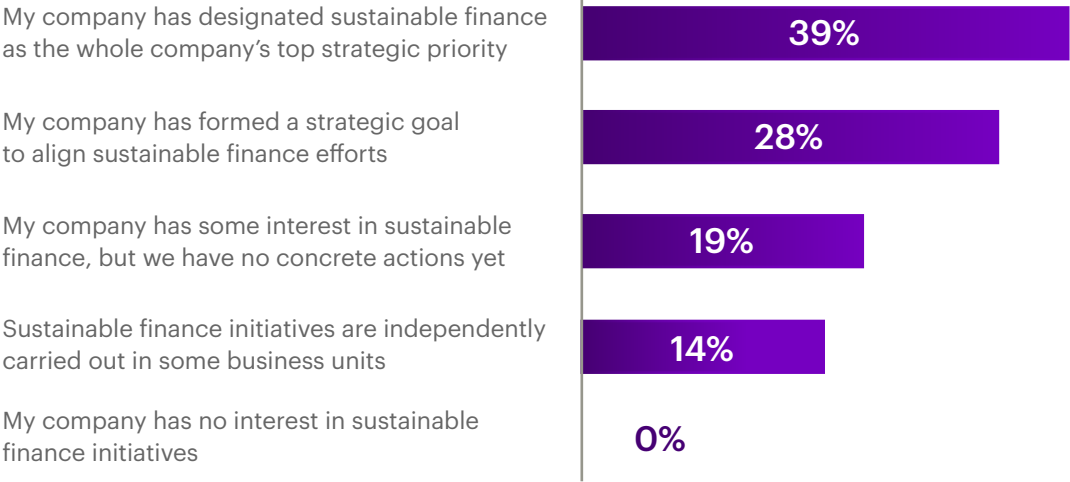 My company has designated sustainable finance
as the whole company’s top strategic priority
39%
My company has formed a strategic goal
to align sustainable finance efforts
28%
My company has some interest in sustainable
finance, but we have no concrete actions yet
19%
Sustainable finance initiatives are independently
carried out in some business units
14%
My company has no interest in sustainable
finance initiatives
0%